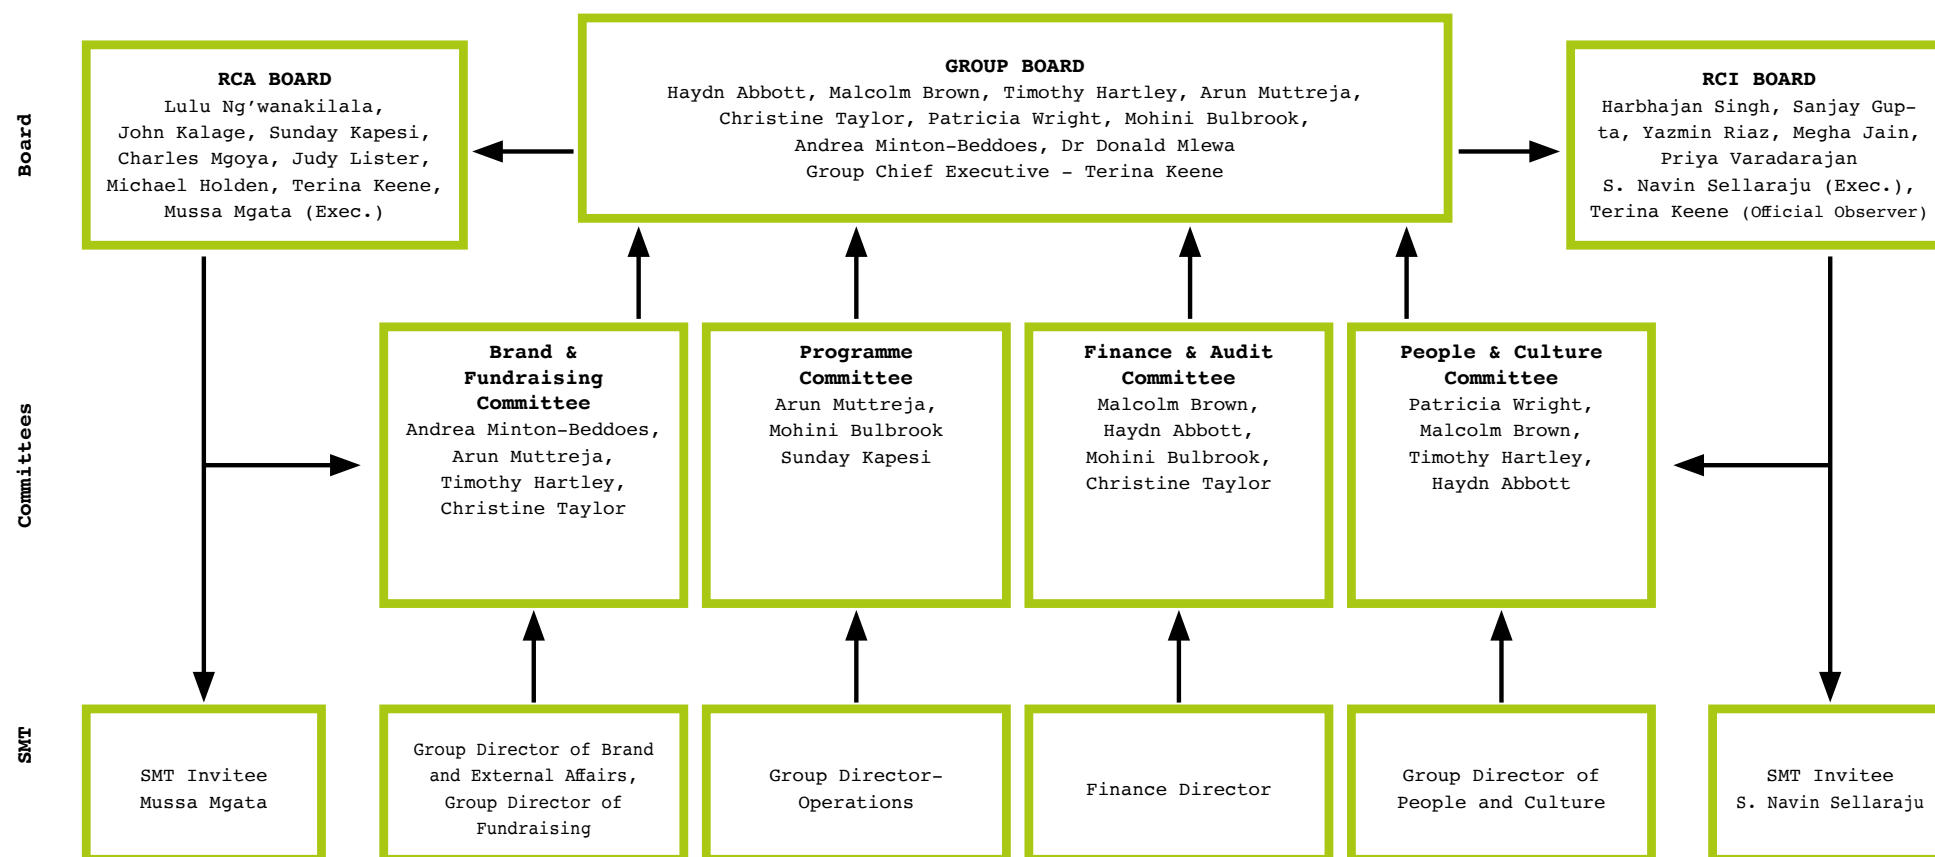 Board
RCA BOARD
Lulu Ng’wanakilala,
John Kalage, Sunday Kapesi,
Charles Mgoya, Judy Lister,
Michael Holden, Terina Keene,
Mussa Mgata (Exec.)
GROUP BOARD
Haydn Abbott, Malcolm Brown, Timothy Hartley, Arun Muttreja,
Christine Taylor, Patricia Wright, Mohini Bulbrook,
Andrea Minton-Beddoes, Dr Donald Mlewa
Group Chief Executive - Terina Keene
RCI BOARD
Harbhajan Singh, Sanjay Gup-
ta, Yazmin Riaz, Megha Jain,
Priya Varadarajan
S. Navin Sellaraju (Exec.),
Terina Keene (Official Observer)
Committees
Brand &
Fundraising
Committee
Andrea Minton-Beddoes,
Arun Muttreja,
Timothy Hartley,
Christine Taylor
Programme
Committee
Arun Muttreja,
Mohini Bulbrook
Sunday Kapesi
Finance & Audit
Committee
Malcolm Brown,
Haydn Abbott,
Mohini Bulbrook,
Christine Taylor
People & Culture
Committee
Patricia Wright,
Malcolm Brown,
Timothy Hartley,
Haydn Abbott
SMT
SMT Invitee
Mussa Mgata
Group Director of Brand
and External Affairs,
Group Director of
Fundraising
Group Director-
Operations
Finance Director
Group Director of
People and Culture
SMT Invitee
S. Navin Sellaraju